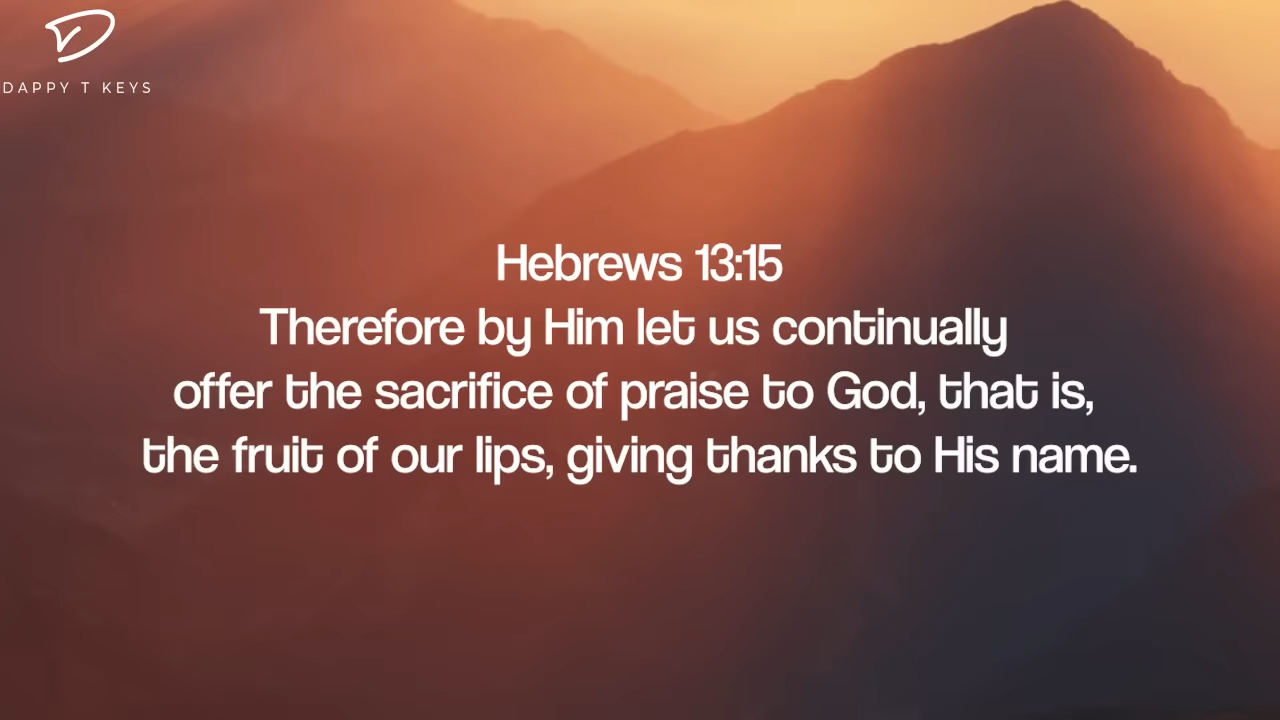 DAPPY T KEYS
Hebrews 13:15
Therefore by Him let us continually
offer the sacrifice of praise to God, that is,
the fruit of our lips, giving thanks to His name.